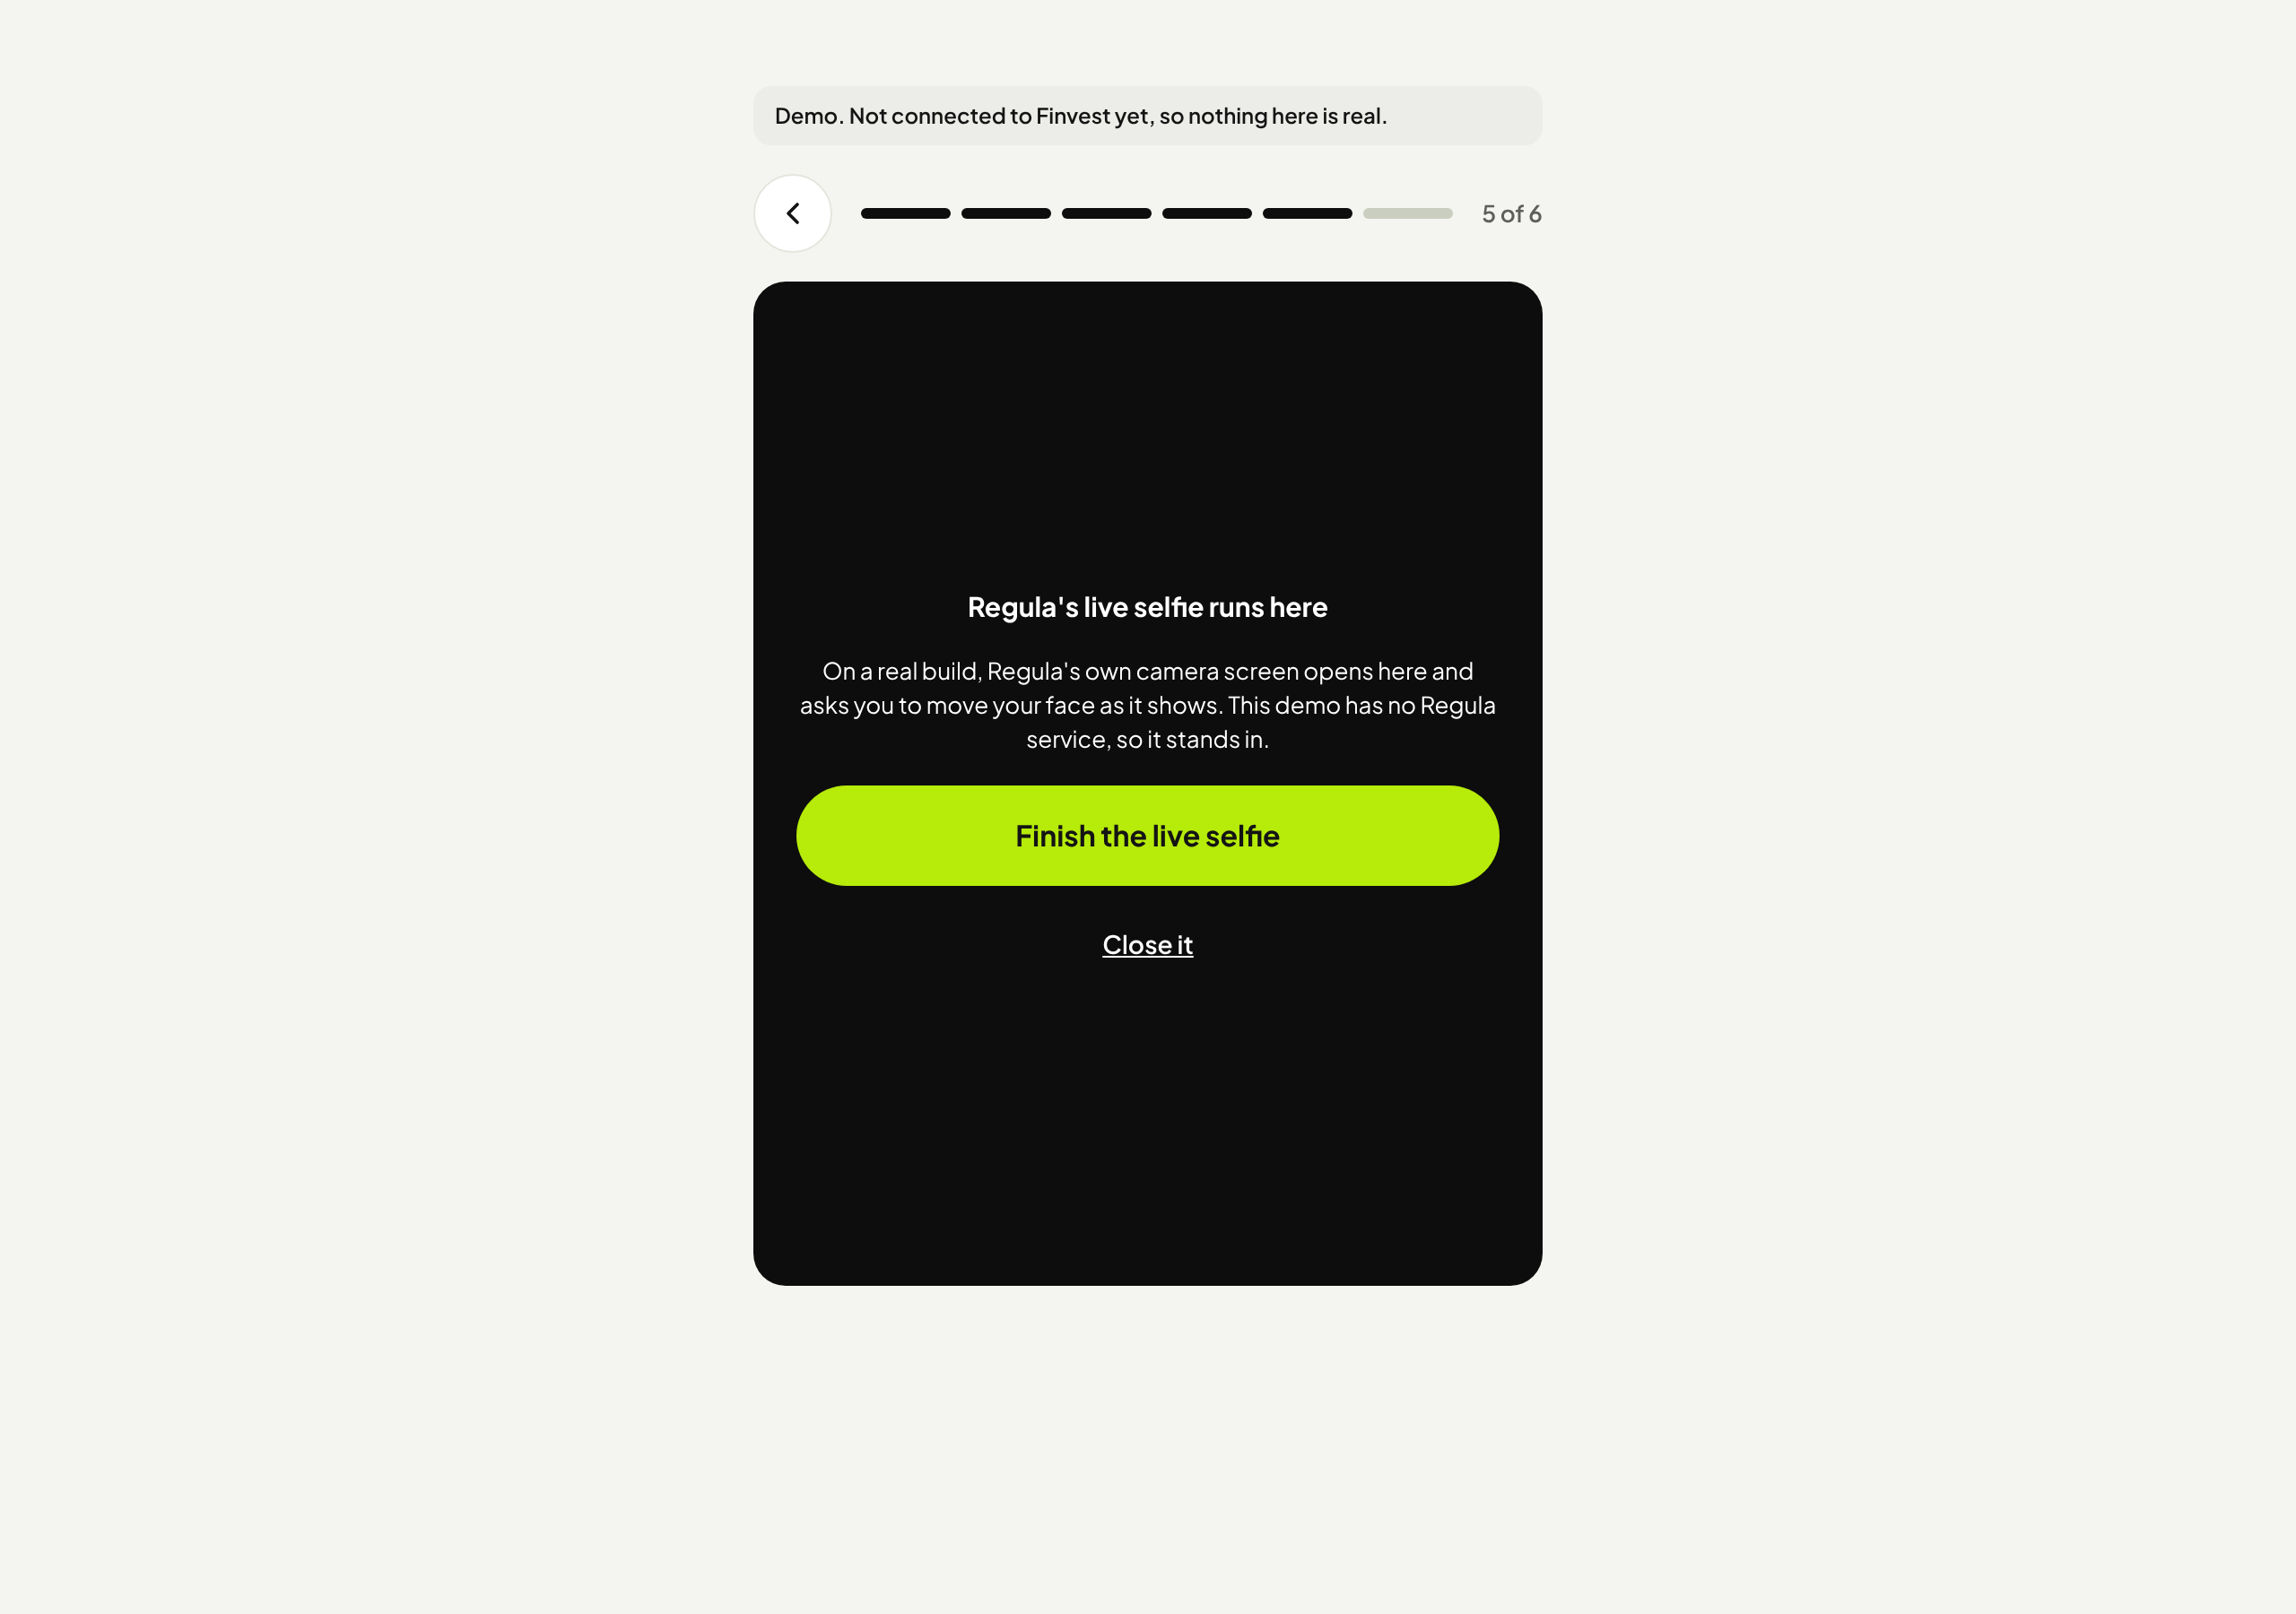 Demo. Not connected to Finvest yet, so nothing here is real.
5 of 6
Regula's live selfie runs here
On a real build, Regula's own camera screen opens here and
asks you to move your face as it shows. This demo has no Regula
service, so it stands in.
Finish the live selfie
Close it